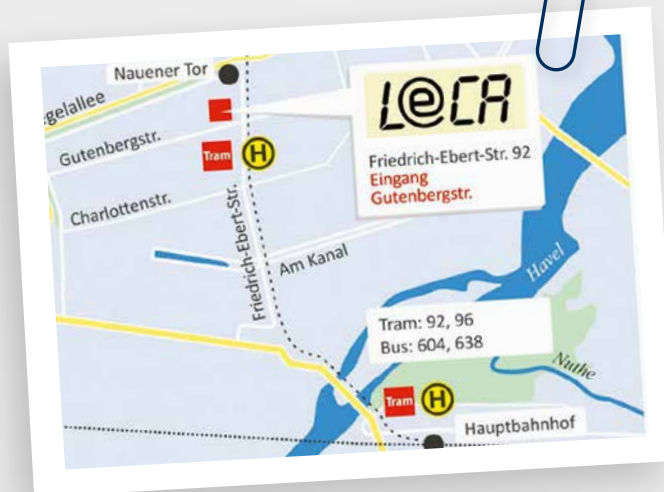 Nauener Tor
gelallee
Gutenbergstr.
Tram H
Charlottenstr.
Friedrich-Ebert-Str.
Am Kanal
L@CA
Friedrich-Ebert-Str. 92
Eingang
Gutenbergstr.
Havel
Tram: 92, 96
Bus: 604, 638
Nuthe
Tram H
Hauptbahnhof